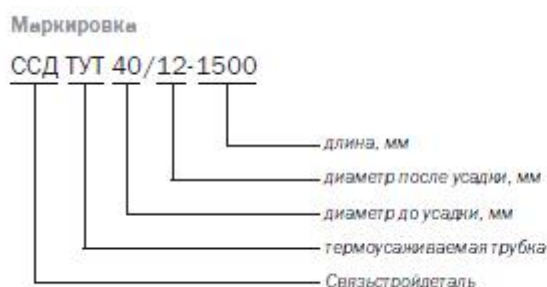 Маркировка
ССД ТУТ 40/12-1500
длина, мм
диаметр после усадки, мм
диаметр до усадки, мм
термоусаживаемая трубка
Связьстройдеталь